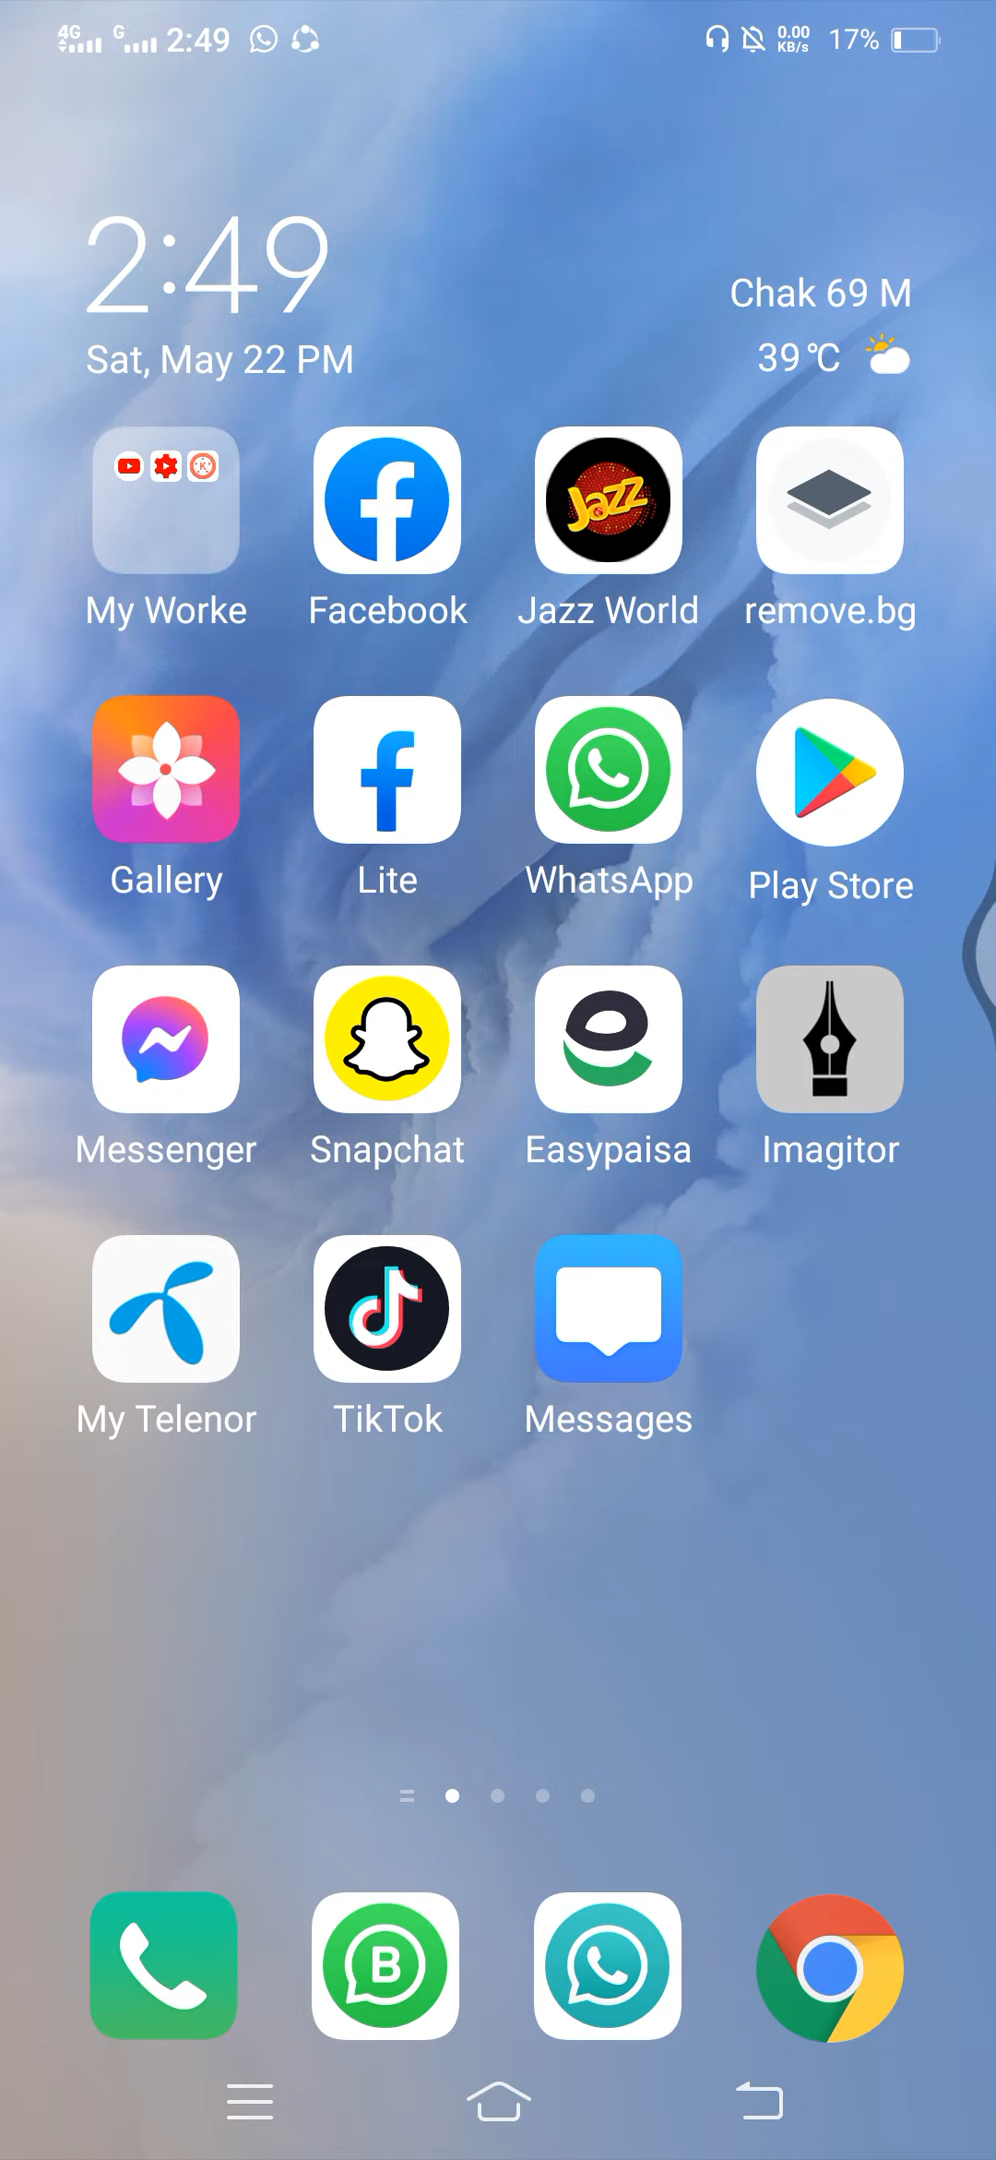 4G G 2:49 0.00 KB/s 17%
2:49
Sat, May 22 PM
Chak 69 M
39 °C
My Worke Facebook Jazz World remove.bg
Gallery Lite WhatsApp Play Store
Messenger Snapchat Easypaisa Imagitor
My Telenor TikTok Messages
Jazz
K
B